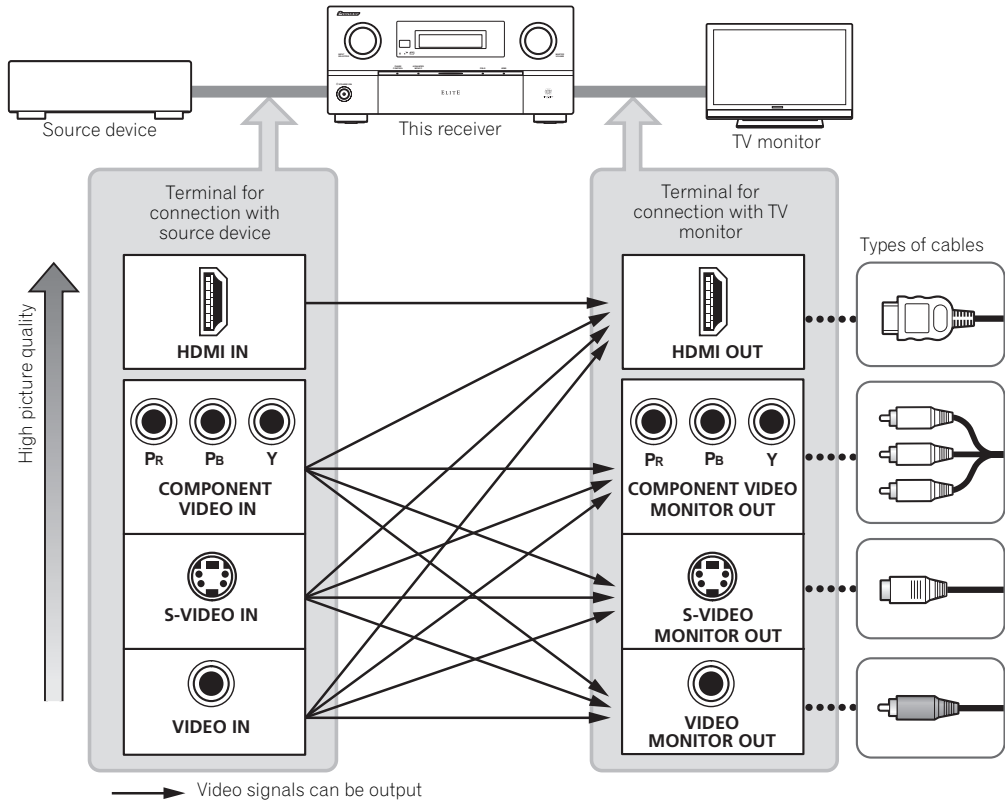 Pioneer
ELITE
Source device
This receiver
TV monitor
Terminal for
connection with
source device
Terminal for
connection with TV
monitor
Types of cables
High picture quality
HDMI IN
HDMI OUT
PR PB Y
COMPONENT
VIDEO IN
PR PB Y
COMPONENT VIDEO
MONITOR OUT
S-VIDEO IN
S-VIDEO
MONITOR OUT
VIDEO IN
VIDEO
MONITOR OUT
Video signals can be output